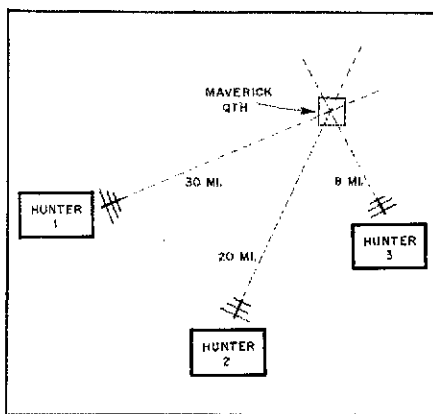 MAVERICK
QTH
30 MI.
8 MI.
HUNTER
1
20 MI.
HUNTER
3
HUNTER
2